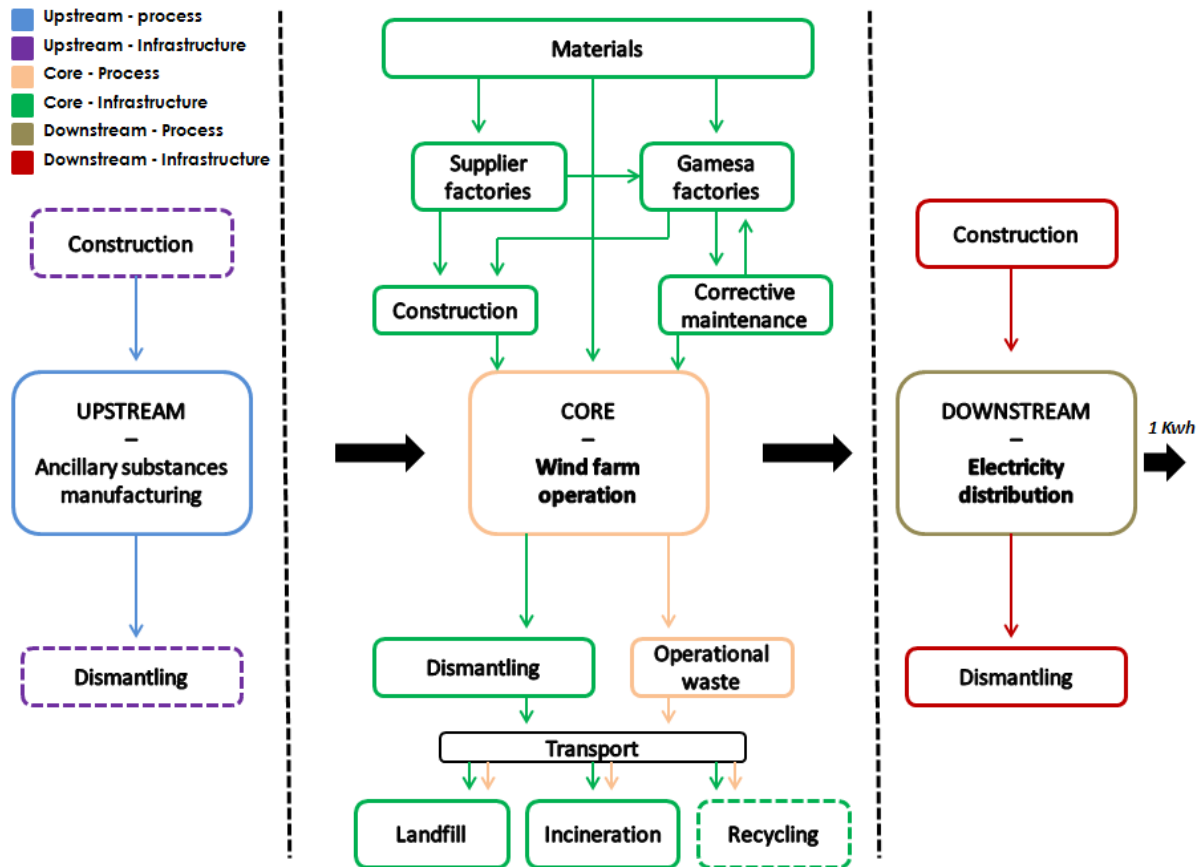 Upstream - process
Upstream - Infrastructure
Core - Process
Core - Infrastructure
Downstream - Process
Downstream - Infrastructure
Construction
UPSTREAM
–
Ancillary substances
manufacturing
Dismantling
Materials
Supplier
factories
Gamesa
factories
Construction
Corrective
maintenance
CORE
–
Wind farm
operation
Dismantling
Operational
waste
Transport
Landfill
Incineration
Recycling
Construction
DOWNSTREAM
–
Electricity
distribution
1 Kwh
Dismantling